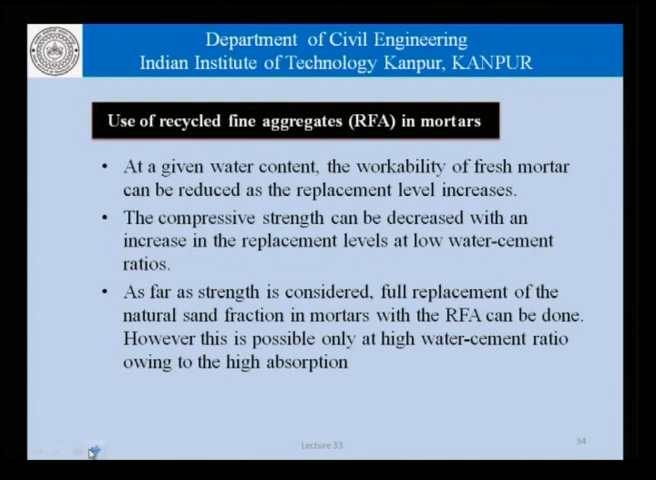 Department of Civil Engineering
Indian Institute of Technology Kanpur, KANPUR
Use of recycled fine aggregates (RFA) in mortars
• At a given water content, the workability of fresh mortar
can be reduced as the replacement level increases.
• The compressive strength can be decreased with an
increase in the replacement levels at low water-cement
ratios.
• As far as strength is considered, full replacement of the
natural sand fraction in mortars with the RFA can be done.
However this is possible only at high water-cement ratio
owing to the high absorption
Lecture 33
34